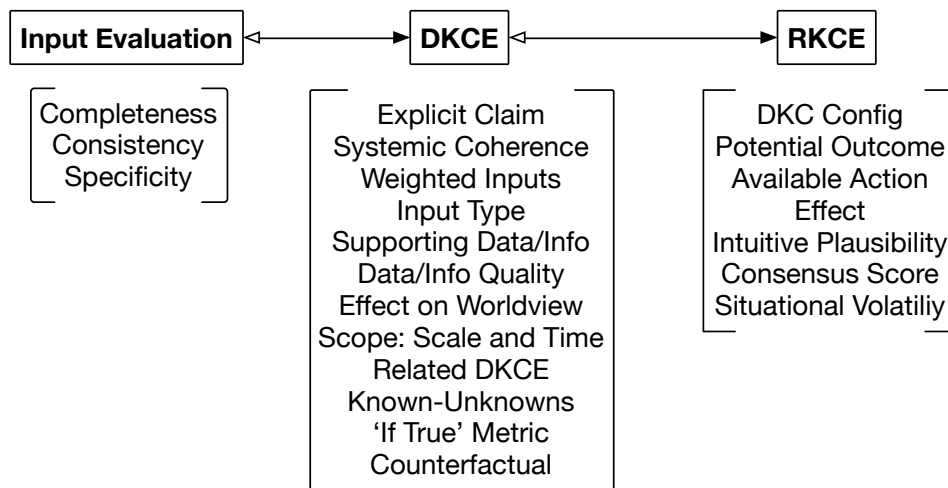 Input Evaluation
DKCE
RKCE
Completeness
Consistency
Specificity
Explicit Claim
Systemic Coherence
Weighted Inputs
Input Type
Supporting Data/Info
Data/Info Quality
Effect on Worldview
Scope: Scale and Time
Related DKCE
Known-Unknowns
‘If True’ Metric
Counterfactual
DKC Config
Potential Outcome
Available Action
Effect
Intuitive Plausibility
Consensus Score
Situational Volatiliy